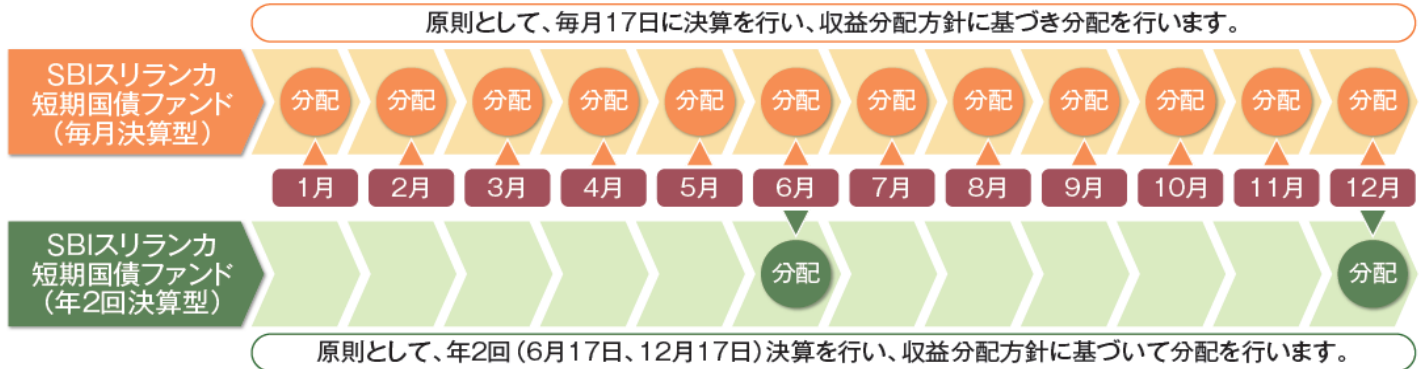 原則として、毎月17日に決算を行い、収益分配方針に基づき分配を行います。
SBIスリランカ
短期国債ファンド
（毎月決算型）
分配 分配 分配 分配 分配 分配 分配 分配 分配 分配 分配 分配
1月 2月 3月 4月 5月 6月 7月 8月 9月 10月 11月 12月
SBIスリランカ
短期国債ファンド
（年2回決算型）
分配 分配
原則として、年2回（6月17日、12月17日）決算を行い、収益分配方針に基づいて分配を行います。